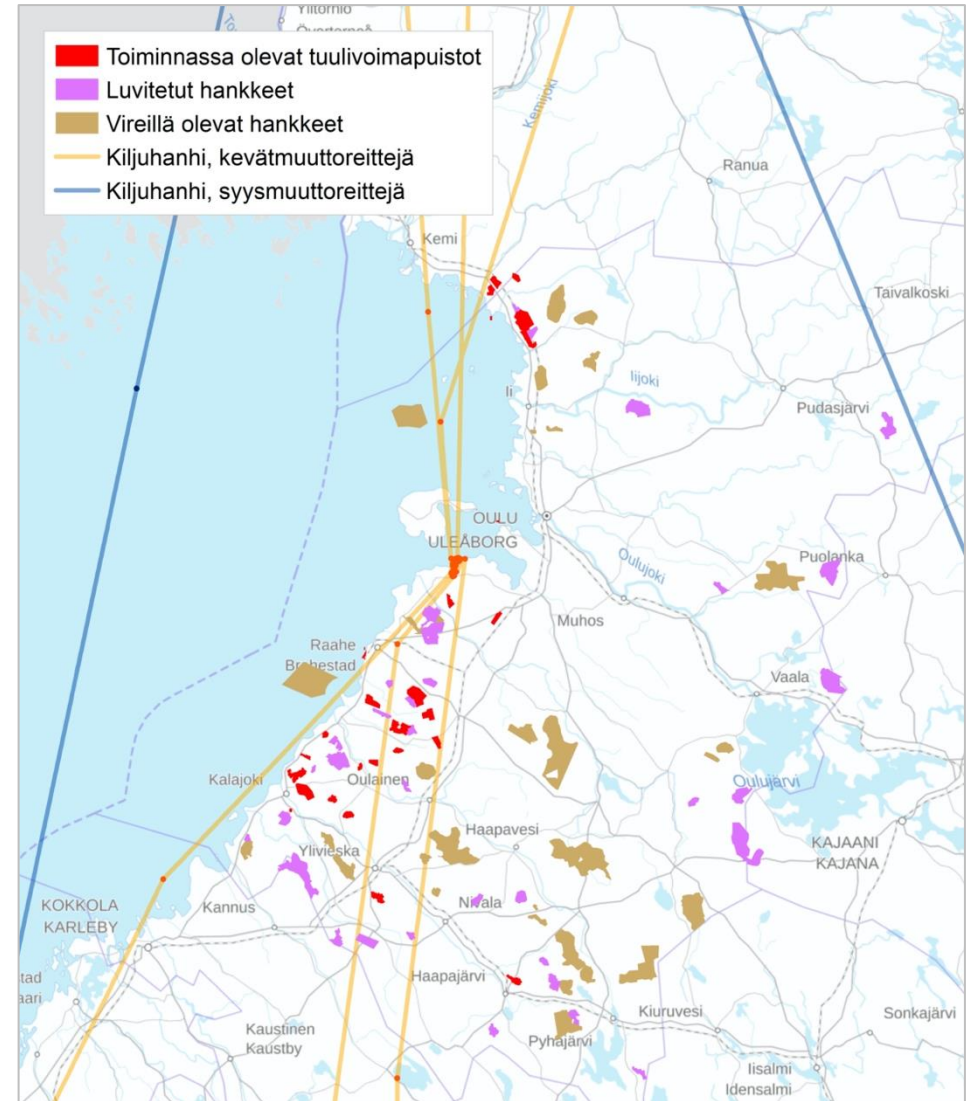 Ylitornio
Toiminnassa olevat tuulivoimapuistot
Luvitetut hankkeet
Vireillä olevat hankkeet
Kiljuhanhi, kevätmuuttoreittejä
Kiljuhanhi, syysmuuttoreittejä
Kemijoki
Ranua
Kemi
Taivalkoski
Iijoki
Ii
Pudasjärvi
OULU
ULEÅBORG
Oulujoki
Puolanka
Muhos
Raahe
Brahestad
Vaala
Kalajoki
Oulainen
Oulujärvi
Haapavesi
KAJAANI
KAJANA
Ylivieska
KOKKOLA
KARLEBY
Kannus
Nivala
Haapajärvi
Kiuruvesi
Sonkajärvi
Kaustinen
Kaustby
Pyhäjärvi
Iisalmi
Idensalmi